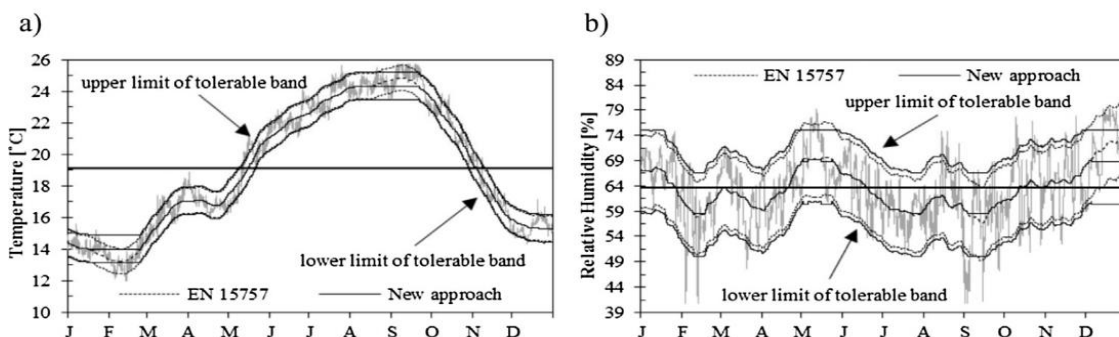 a)
Temperature [°C]
26
24
22
20
18
16
14
12
10
upper limit of tolerable band
lower limit of tolerable band
EN 15757
New approach
J F M A M J J A S O N D
b)
Relative Humidity [%]
89
84
79
74
69
64
59
54
49
44
39
EN 15757
New approach
upper limit of tolerable band
lower limit of tolerable band
J F M A M J J A S O N D